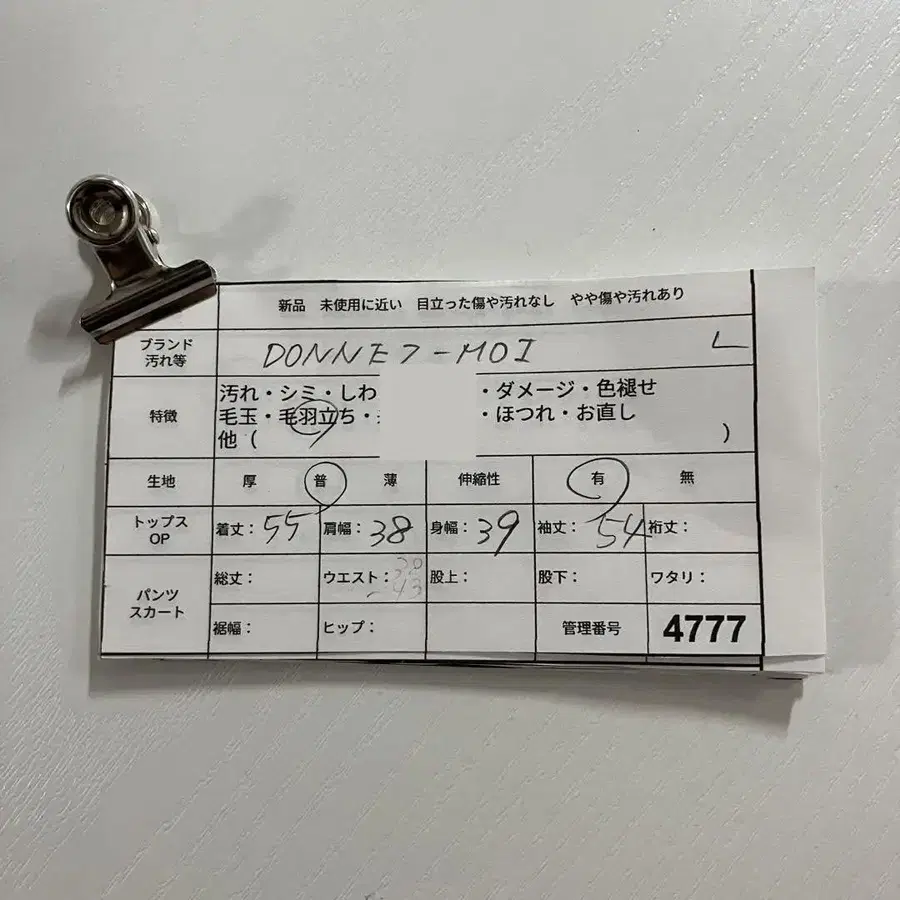 新品 未使用に近い 目立った傷や汚れなし やや傷や汚れあり
ブランド
汚れ等
DONNEZ-MOI L
特徴
汚れ・シミ・しわ ・ダメージ・色褪せ
毛玉・毛羽立ち・ ・ほつれ・お直し
他( )
生地 厚 普 薄 伸縮性 有 無
トップス
OP
着丈:55 肩幅:38 身幅:39 袖丈:54 裄丈:
パンツ
スカート
総丈: ウエスト: 股上: 股下: ワタリ:
裾幅: ヒップ: 管理番号 4777